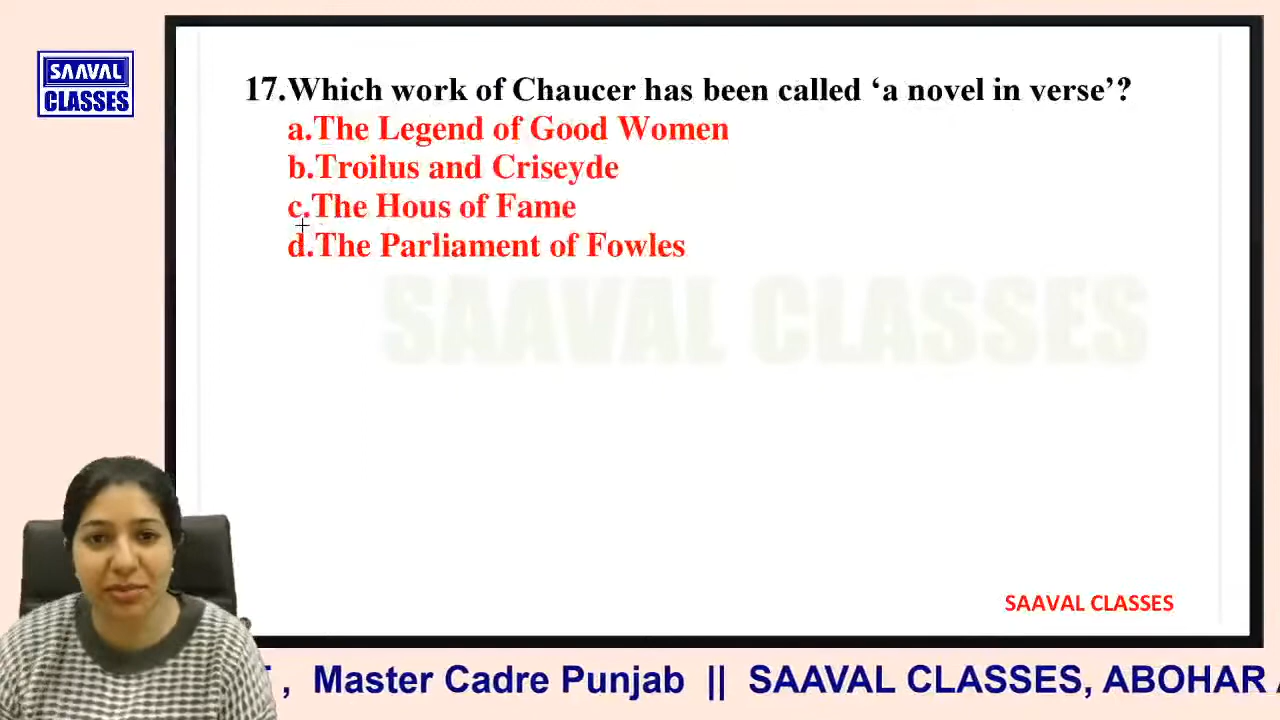 SAAVAL
CLASSES
17.Which work of Chaucer has been called ‘a novel in verse’?
a.The Legend of Good Women
b.Troilus and Criseyde
c.The Hous of Fame
d.The Parliament of Fowles
SAAVAL CLASSES
SAAVAL CLASSES
, Master Cadre Punjab || SAAVAL CLASSES, ABOHAR